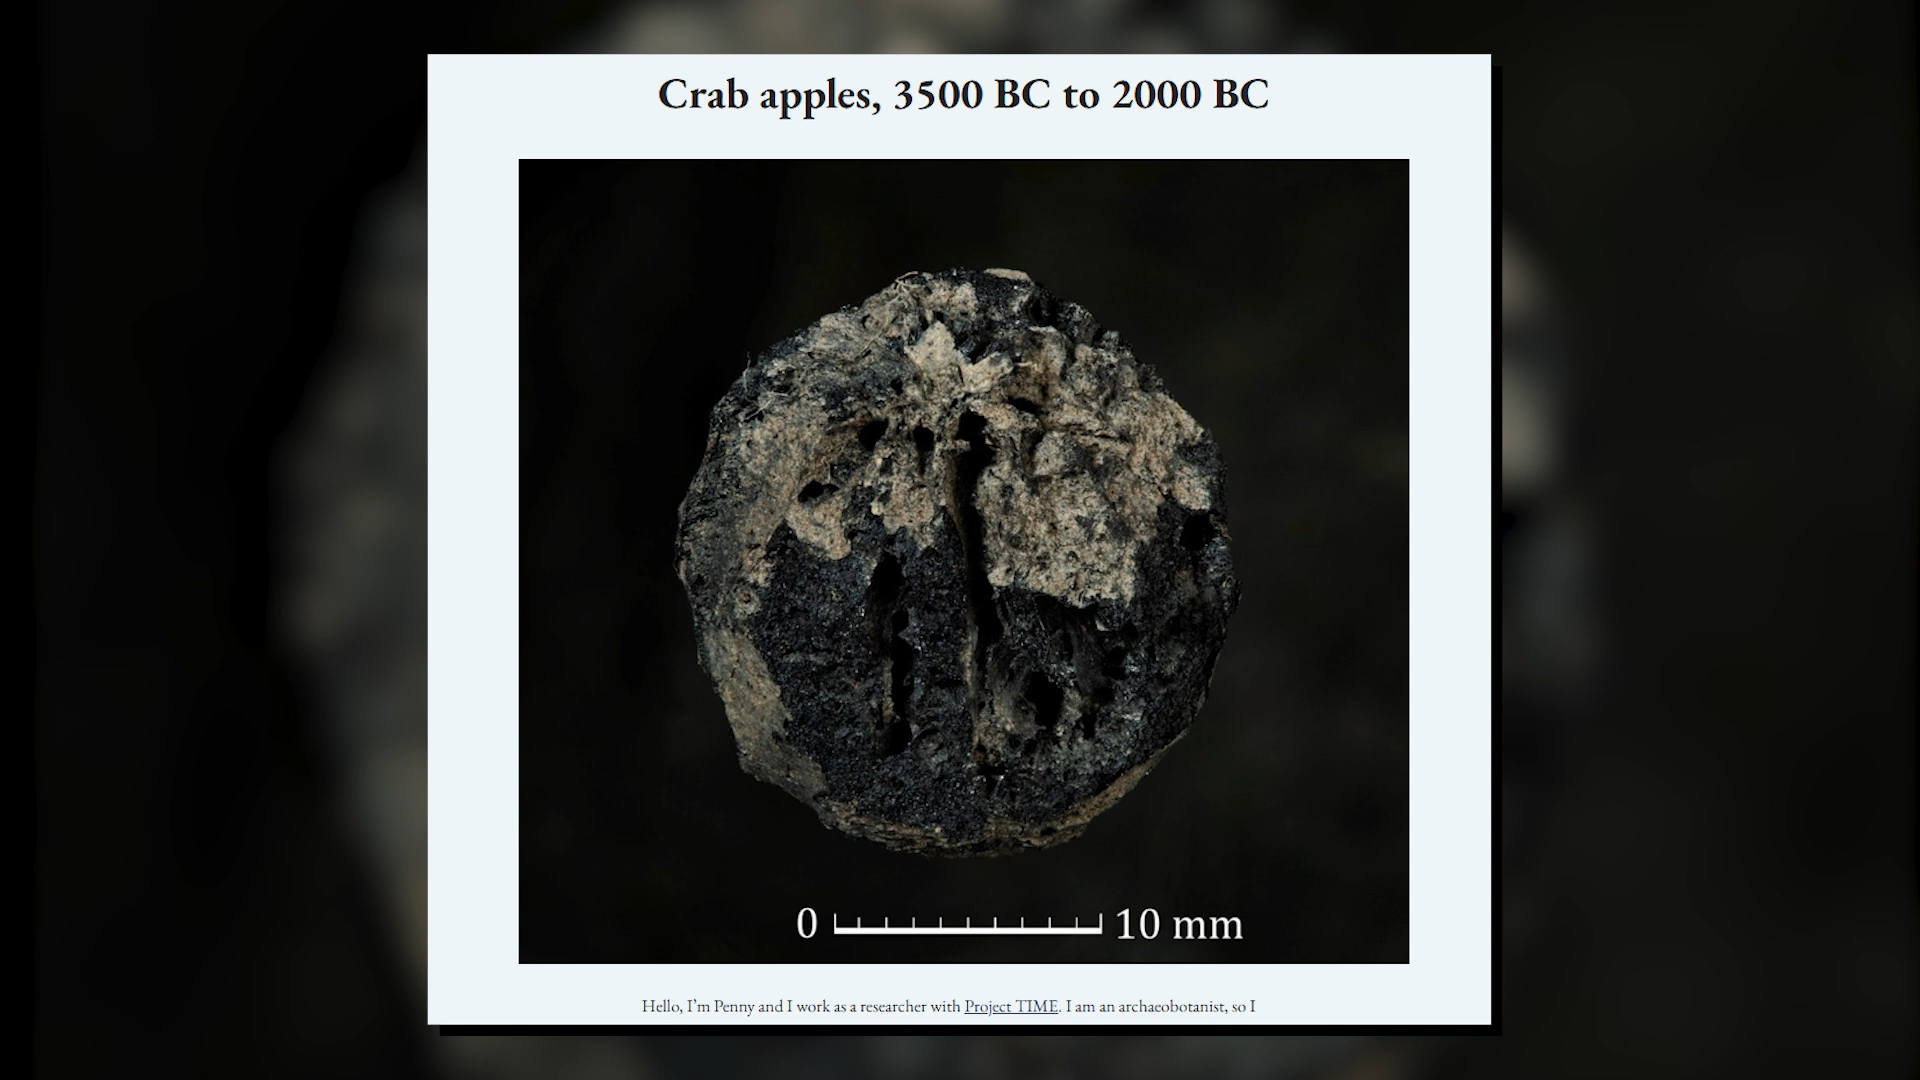 Crab apples, 3500 BC to 2000 BC
0 10 mm
Hello, I'm Penny and I work as a researcher with Project TIME. I am an archaeobotanist, so I